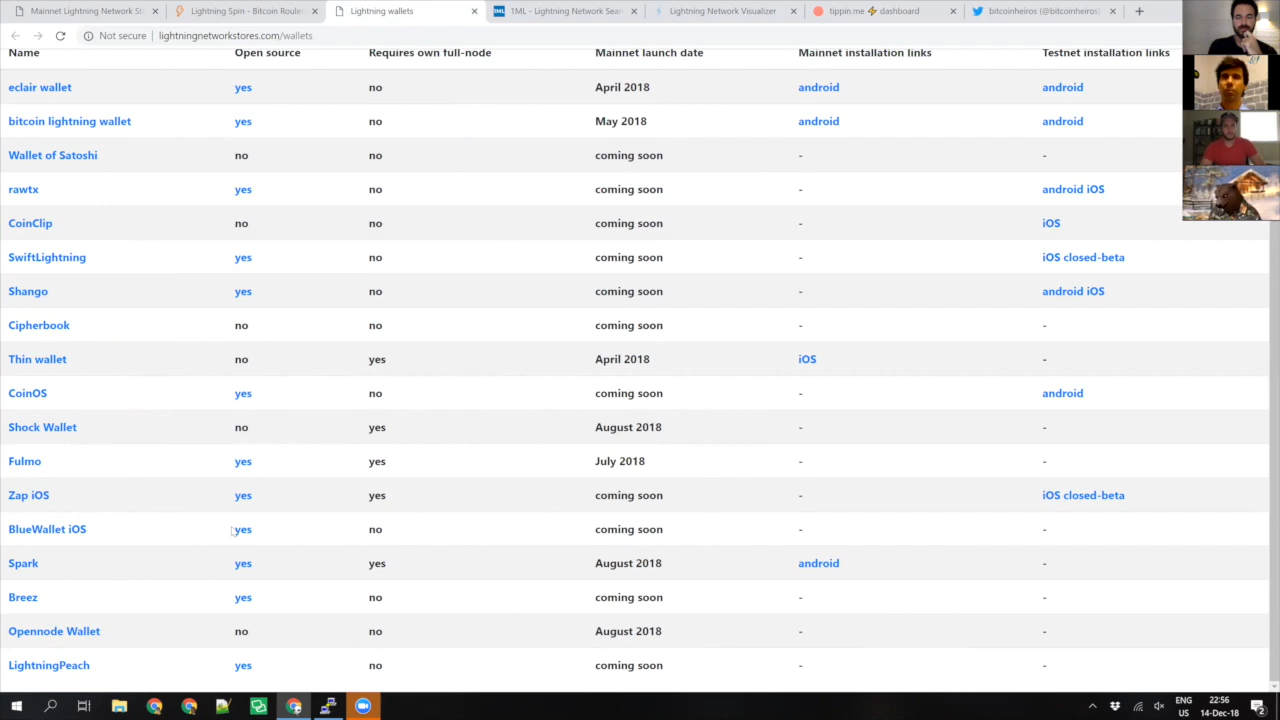 Mainnet Lightning Network St
Lightning Spin - Bitcoin Roulet
Lightning wallets
1ML - Lightning Network Sear
Lightning Network Visualizer
tippin.me ⚡ dashboard
bitcoinheiros (@bitcoinheiros)
Not secure | lightningnetworkstores.com/wallets
Name Open source Requires own full-node Mainnet launch date Mainnet installation links Testnet installation links
eclair wallet yes no April 2018 android android
bitcoin lightning wallet yes no May 2018 android android
Wallet of Satoshi no no coming soon - -
rawtx yes no coming soon - android iOS
CoinClip no no coming soon - iOS
SwiftLightning yes no coming soon - iOS closed-beta
Shango yes no coming soon - android iOS
Cipherbook no no coming soon - -
Thin wallet no yes April 2018 iOS -
CoinOS yes no coming soon - android
Shock Wallet no yes August 2018 - -
Fulmo yes yes July 2018 - -
Zap iOS yes yes coming soon - iOS closed-beta
BlueWallet iOS yes no coming soon - -
Spark yes yes August 2018 android -
Breez yes no coming soon - -
Opennode Wallet no no August 2018 - -
LightningPeach yes no coming soon - -
ENG 22:56
US 14-Dec-18
2